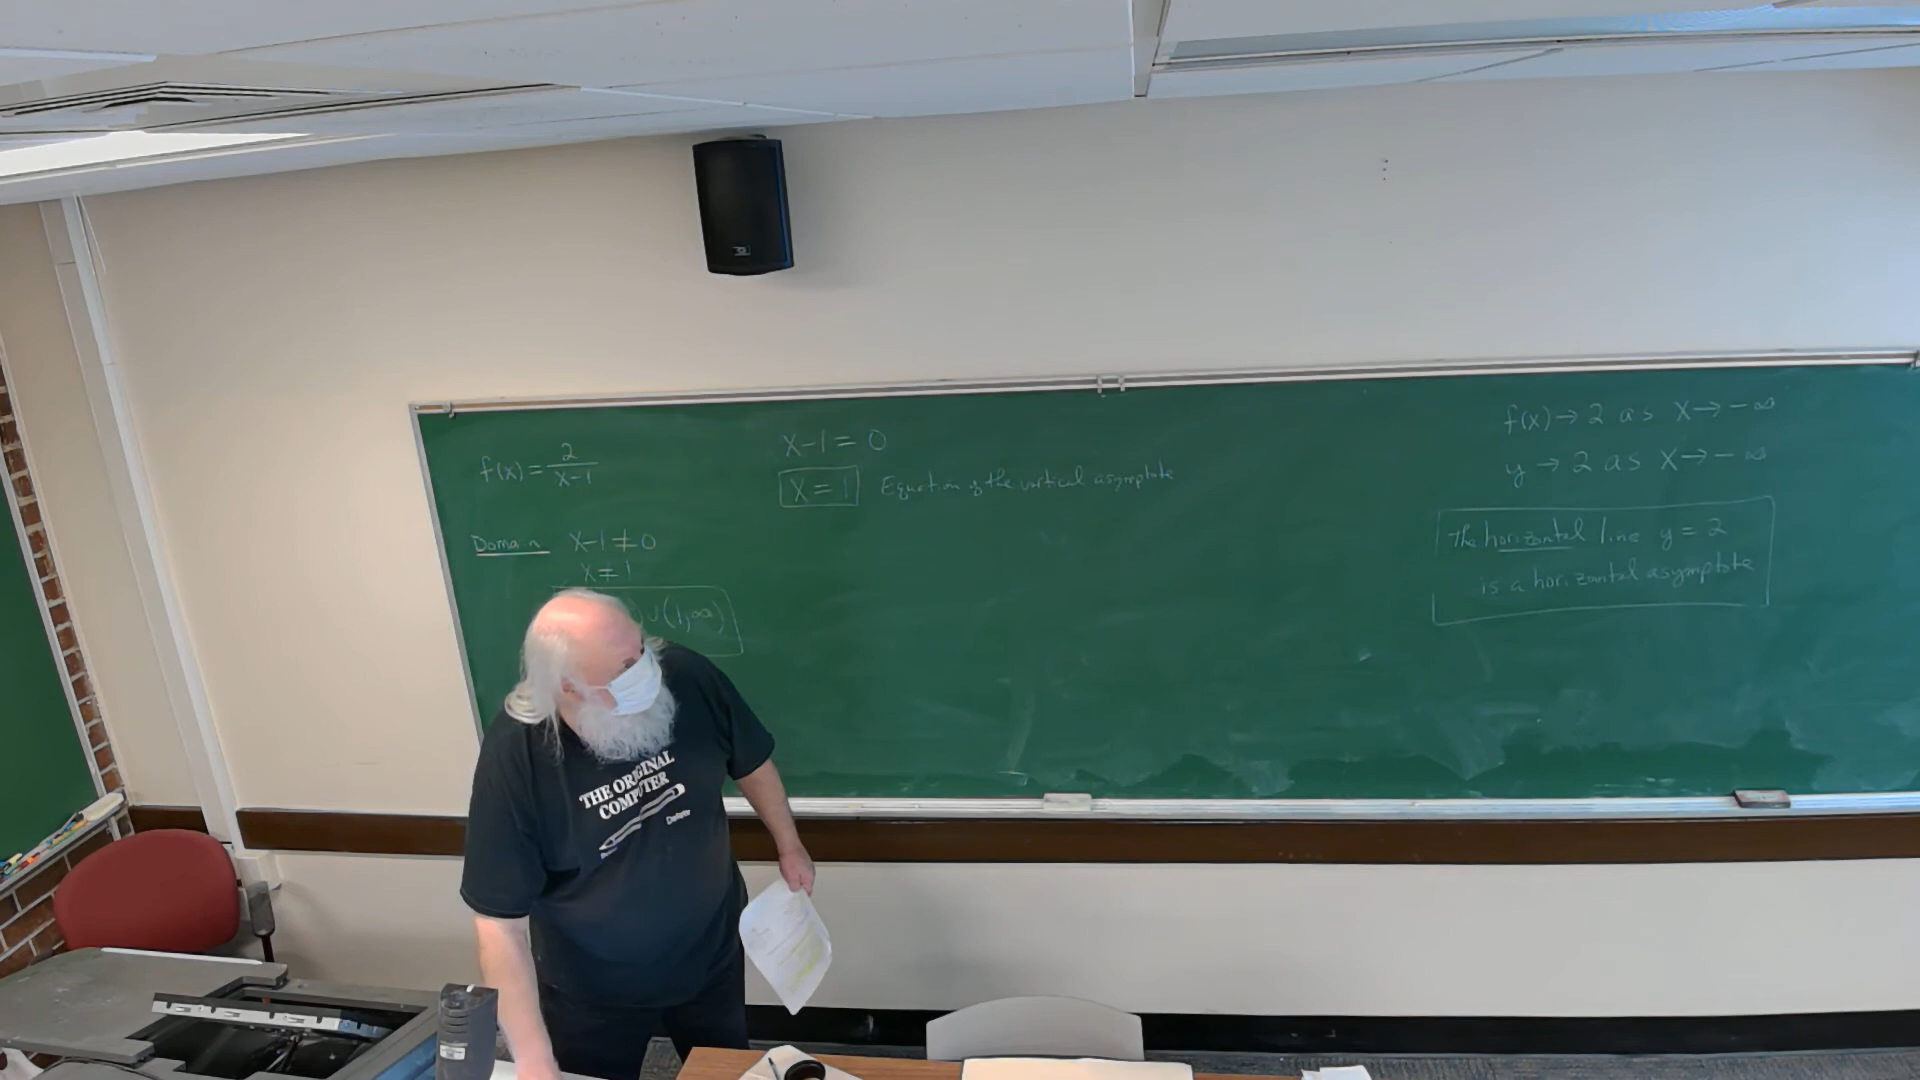 f(x) = 2/(x-1)
Domain x-1 ≠ 0
x ≠ 1
∪ (1, ∞)
x-1 = 0
x = 1 Equation of the vertical asymptote
f(x) → 2 as x → -∞
y → 2 as x → -∞
The horizontal line y = 2
is a horizontal asymptote
THE ORIGINAL
COMPUTER